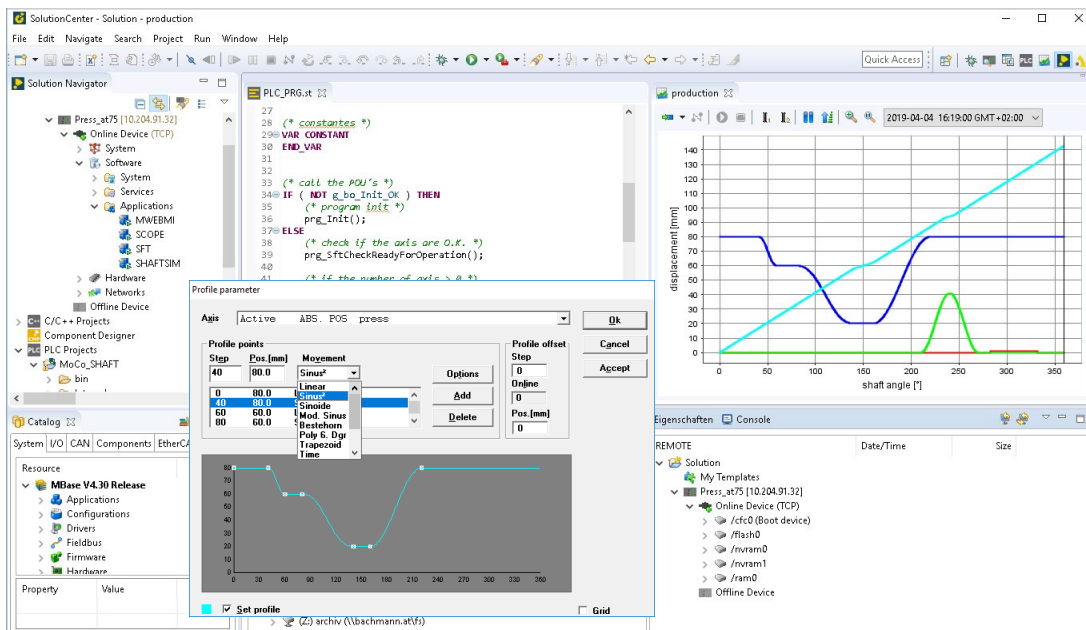 SolutionCenter - Solution - production
File Edit Navigate Search Project Run Window Help
Quick Access
PLC
Solution Navigator
Press_at75 [10.204.91.32]
Online Device (TCP)
System
Software
System
Services
Applications
MWEBMI
SCOPE
SFT
SHAFTSIM
Hardware
Networks
Offline Device
C/C++ Projects
Component Designer
PLC Projects
MoCo_SHAFT
bin
PLC_PRG.st
27
28 (* constantes *)
29 VAR CONSTANT
30 END_VAR
31
32
33 (* call the POU's *)
34 IF ( NOT g_bo_Init_OK ) THEN
35 (* program init *)
36 prg_Init();
37 ELSE
38 (* check if the axis are O.K. *)
39 prg_SftCheckReadyForOperation();
40
41 (* if the number of axis > 0 *)
production
2019-04-04 16:19:00 GMT+02:00
displacement [mm]
140
130
120
110
100
90
80
70
60
50
40
30
20
10
0
0 50 100 150 200 250 300 350
shaft angle [°]
Profile parameter
Axis Active ABS. POS press
Ok
Cancel
Accept
Profile points
Step Pos.[mm] Movement
40 80.0 Sinus²
0 80.0
40 80.0
60 60.0
80 60.0
Linear
Sinus²
Sinoide
Mod. Sinus
Bestehorn
Poly 6. Dgr
Trapezoid
Time
Options
Add
Delete
Profile offset
Step
0
Online
0
Pos.[mm]
0
80
70
60
50
40
30
20
10
0
0 30 60 90 120 150 180 210 240 270 300 330 360
Set profile
Grid
(Z:) archiv (\\bachmann.at\fs)
Catalog
System I/O CAN Components EtherCA
Resource
MBase V4.30 Release
Applications
Configurations
Drivers
Fieldbus
Firmware
Hardware
Property Value
Eigenschaften Console
REMOTE Date/Time Size
Solution
My Templates
Press_at75 [10.204.91.32]
Online Device (TCP)
/cfc0 (Boot device)
/flash0
/nvram0
/nvram1
/ram0
Offline Device